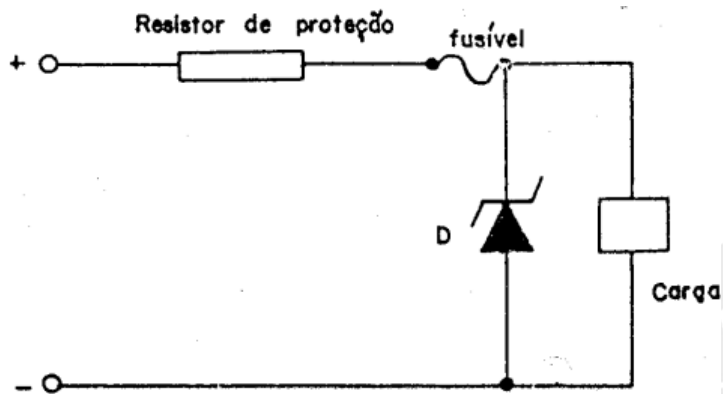 Resistor de proteção
fusível
+
D
Carga
-